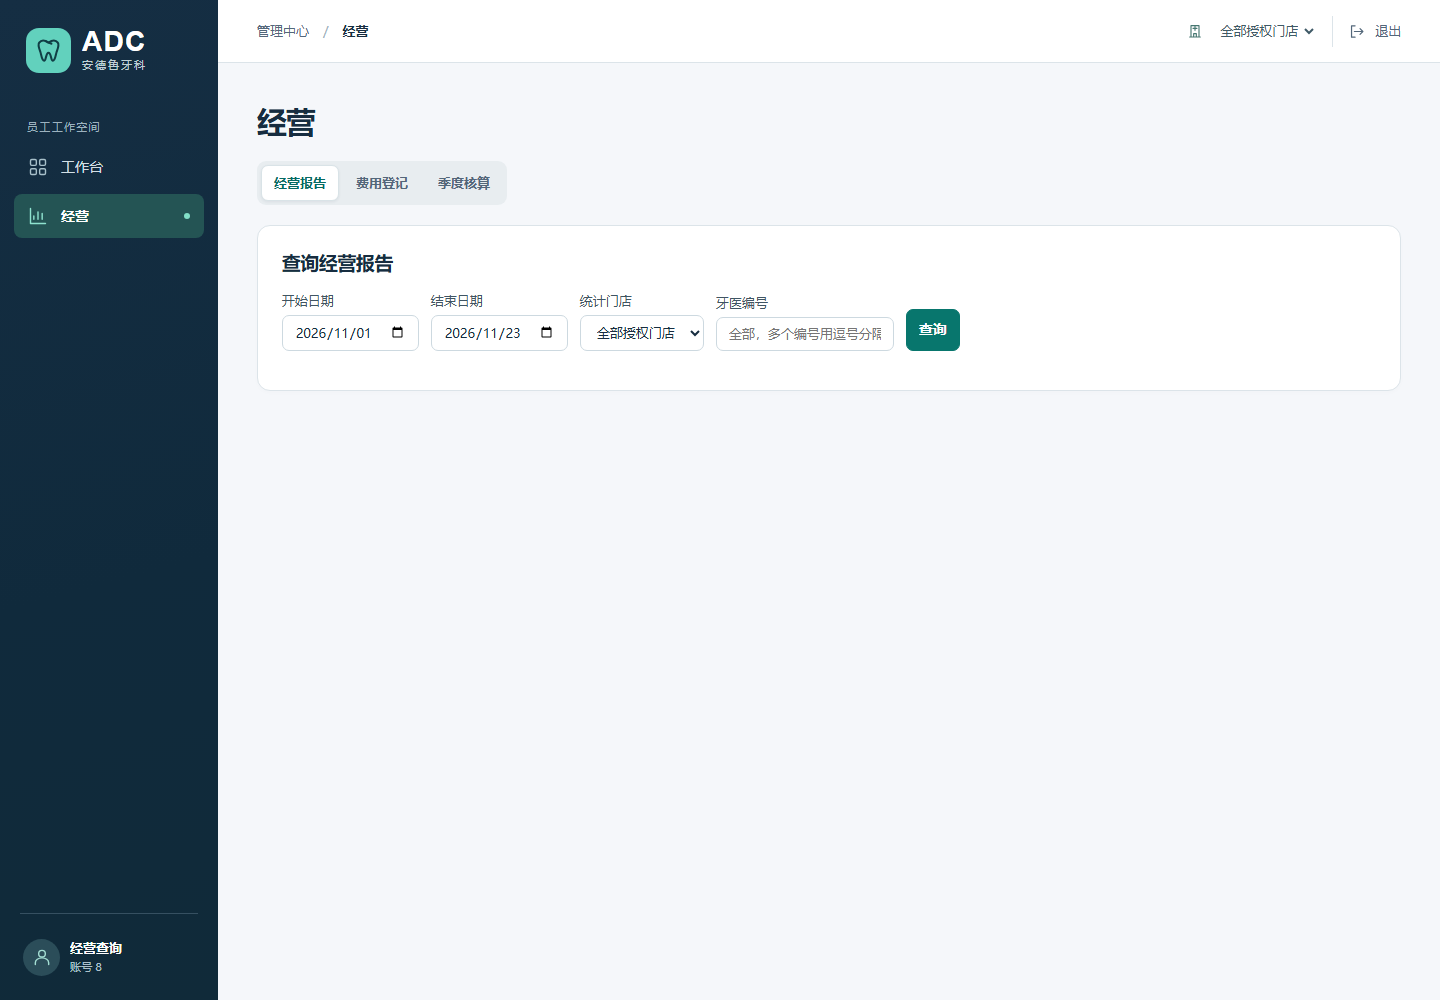 ADC
安德鲁牙科
员工工作空间
工作台
经营
经营查询
账号 8
管理中心 / 经营
全部授权门店
退出
经营
经营报告 费用登记 季度核算
查询经营报告
开始日期 结束日期 统计门店 牙医编号
2026/11/01 2026/11/23 全部授权门店 全部，多个编号用逗号分隔 查询